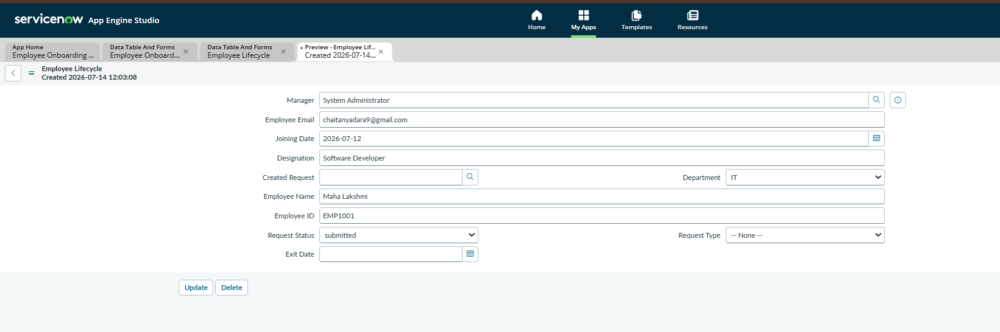 servicenow App Engine Studio
Home
My Apps
Templates
Resources
App Home
Employee Onboarding ...
Data Table And Forms
Employee Onboard...
Data Table And Forms
Employee Lifecycle
Preview - Employee Lif...
Created 2026-07-14...
Employee Lifecycle
Created 2026-07-14 12:03:08
Manager System Administrator
Employee Email chaitanyadara9@gmail.com
Joining Date 2026-07-12
Designation Software Developer
Created Request Department IT
Employee Name Maha Lakshmi
Employee ID EMP1001
Request Status submitted Request Type -- None --
Exit Date
Update Delete